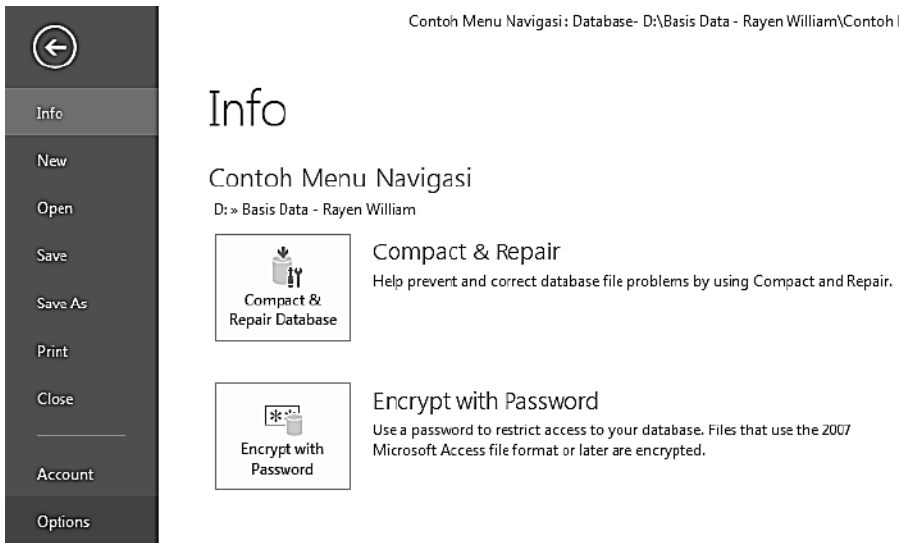 Contoh Menu Navigasi : Database- D:\Basis Data - Rayen William\Contoh
Info
New
Open
Save
Save As
Print
Close
Account
Options
Info
Contoh Menu Navigasi
D: » Basis Data - Rayen William
Compact &
Repair Database
Compact & Repair
Help prevent and correct database file problems by using Compact and Repair.
Encrypt with
Password
Encrypt with Password
Use a password to restrict access to your database. Files that use the 2007
Microsoft Access file format or later are encrypted.